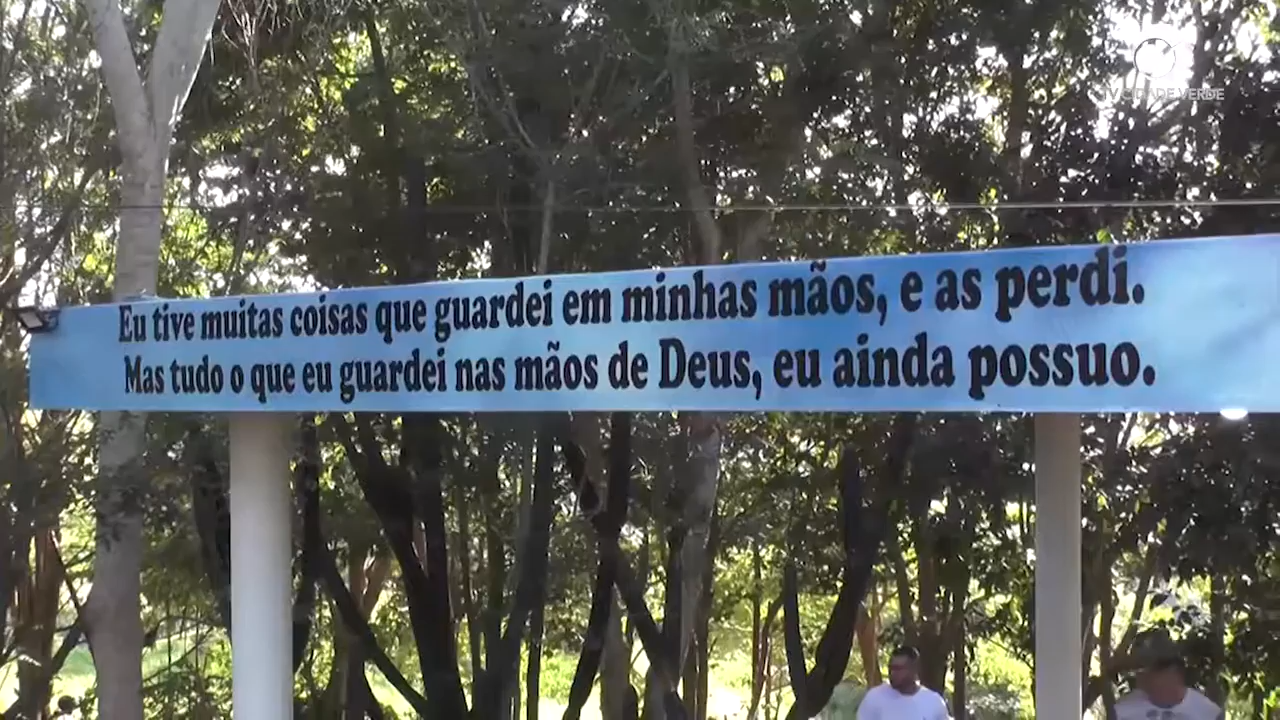 TV CIDADE VERDE
Eu tive muitas coisas que guardei em minhas mãos, e as perdi.
Mas tudo o que eu guardei nas mãos de Deus, eu ainda possuo.